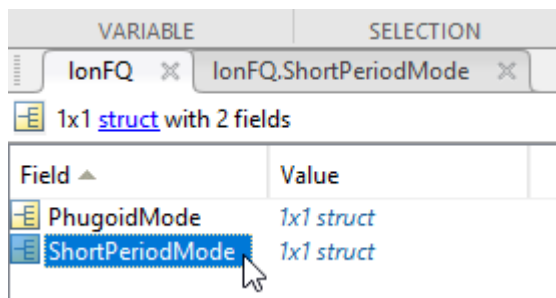 VARIABLE SELECTION
lonFQ lonFQ.ShortPeriodMode
1x1 struct with 2 fields
Field Value
PhugoidMode 1x1 struct
ShortPeriodMode 1x1 struct